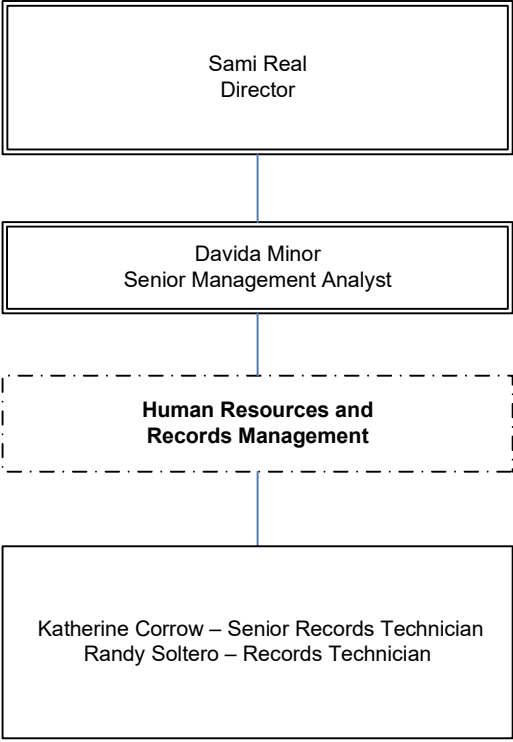 Sami Real
Director
Davida Minor
Senior Management Analyst
Human Resources and
Records Management
Katherine Corrow – Senior Records Technician
Randy Soltero – Records Technician